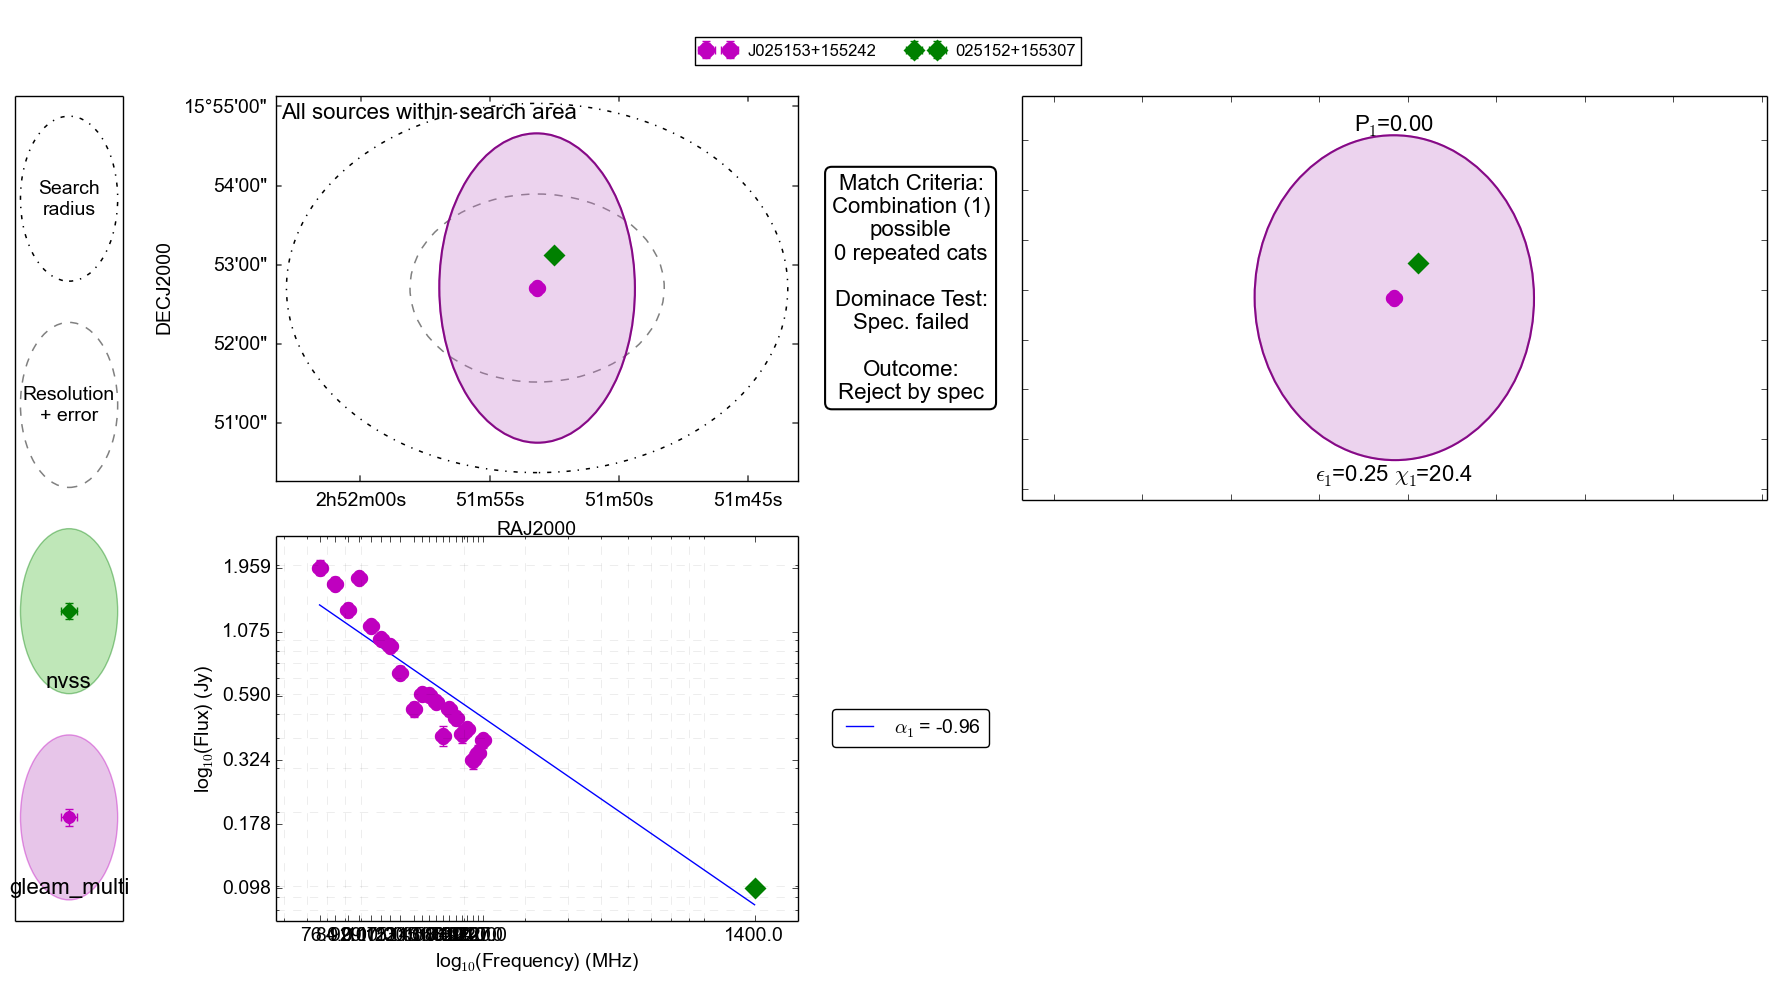 J025153+155242
025152+155307
Search
radius
Resolution
+ error
nvss
gleam_multi
All sources within search area
15°55'00"
54'00"
53'00"
52'00"
51'00"
DECJ2000
2h52m00s
51m55s
51m50s
51m45s
RAJ2000
Match Criteria:
Combination (1)
possible
0 repeated cats
Dominace Test:
Spec. failed
Outcome:
Reject by spec
P₁=0.00
ϵ₁=0.25 χ₁=20.4
1.959
1.075
0.590
0.324
0.178
0.098
log₁₀(Flux) (Jy)
1400.0
log₁₀(Frequency) (MHz)
α₁ = -0.96